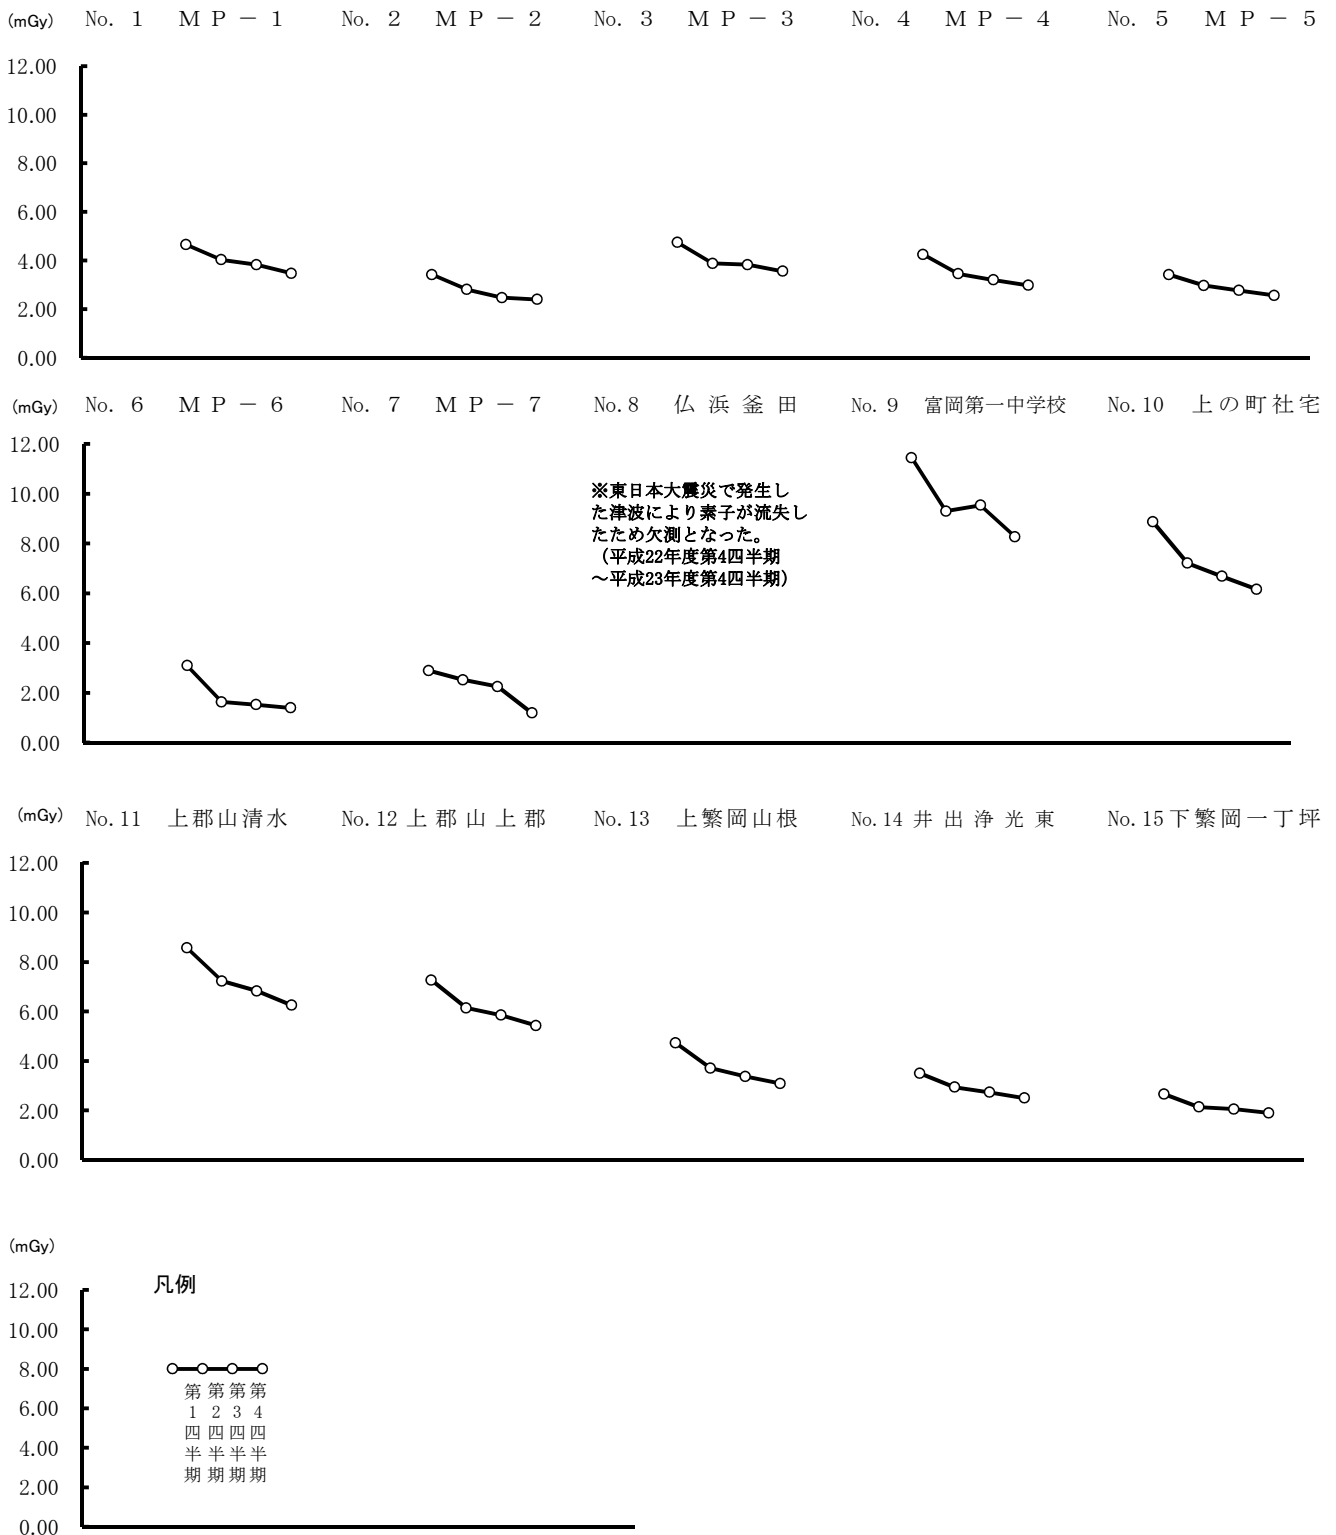 (mGy) No. 1 ＭＰ－１ No. 2 ＭＰ－２ No. 3 ＭＰ－３ No. 4 ＭＰ－４ No. 5 ＭＰ－５
12.00
10.00
8.00
6.00
4.00
2.00
0.00
(mGy) No. 6 ＭＰ－６ No. 7 ＭＰ－７ No.8 仏浜釜田 No. 9 富岡第一中学校 No.10 上の町社宅
12.00
10.00
8.00
6.00
4.00
2.00
0.00
※東日本大震災で発生し
た津波により素子が流失し
たため欠測となった。
（平成22年度第4四半期
～平成23年度第4四半期）
(mGy) No.11 上郡山清水 No.12 上郡山上郡 No.13 上繁岡山根 No.14 井出浄光東 No.15 下繁岡一丁坪
12.00
10.00
8.00
6.00
4.00
2.00
0.00
(mGy)
凡例
12.00
10.00
8.00
6.00
4.00
2.00
0.00
第1四半期
第2四半期
第3四半期
第4四半期